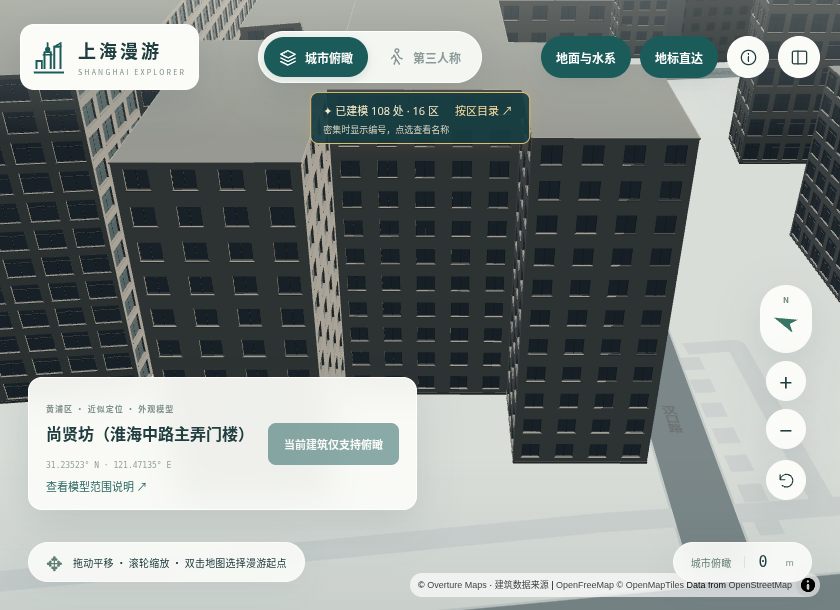 上海漫游
SHANGHAI EXPLORER
城市俯瞰
第三人称
地面与水系
地标直达
✦ 已建模 108 处 · 16 区 按区目录 ↗
密集时显示编号，点选查看名称
N
+
−
黄浦区 · 近似定位 · 外观模型
尚贤坊（淮海中路主弄门楼）
当前建筑仅支持俯瞰
31.23523° N · 121.47135° E
查看模型范围说明 ↗
拖动平移 · 滚轮缩放 · 双击地图选择漫游起点
城市俯瞰 0 m
© Overture Maps · 建筑数据来源 | OpenFreeMap © OpenMapTiles Data from OpenStreetMap